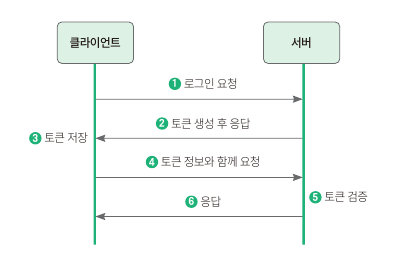 클라이언트
서버
1 로그인 요청
2 토큰 생성 후 응답
3 토큰 저장
4 토큰 정보와 함께 요청
5 토큰 검증
6 응답